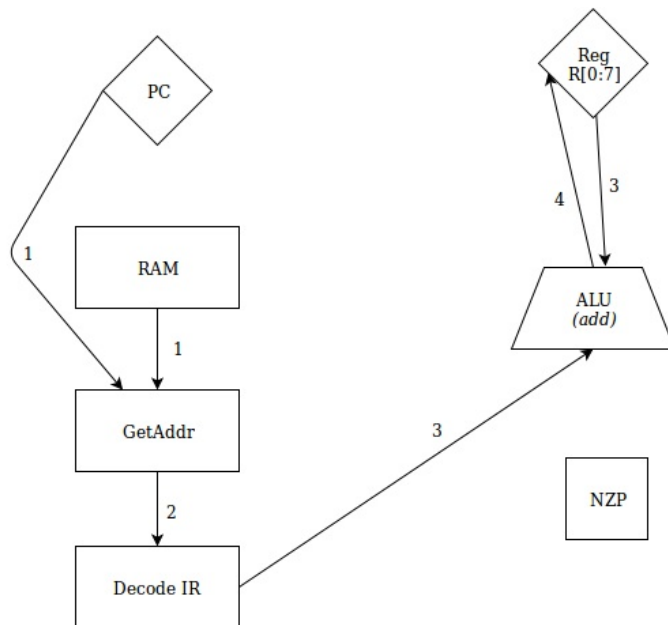 PC
Reg
R[0:7]
1
RAM
3
4
ALU
(add)
1
GetAddr
3
2
NZP
Decode IR